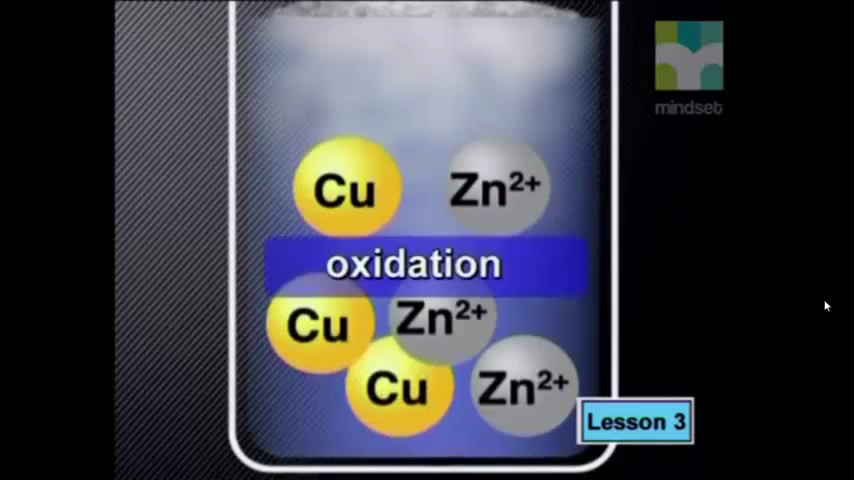 mindset
Cu Zn²⁺
oxidation
Cu Zn²⁺
Cu Zn²⁺
Lesson 3